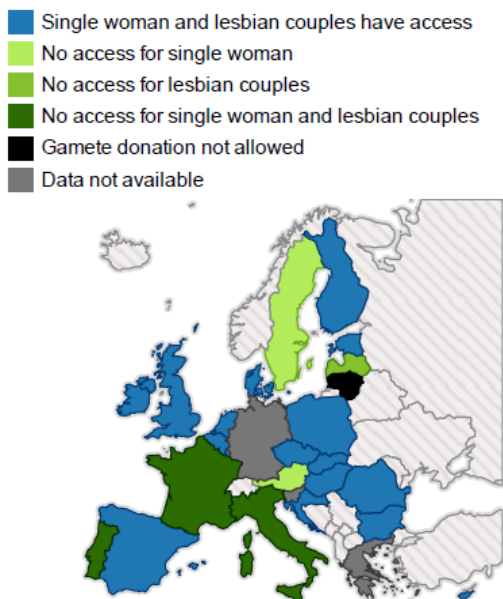 Single woman and lesbian couples have access
No access for single woman
No access for lesbian couples
No access for single woman and lesbian couples
Gamete donation not allowed
Data not available